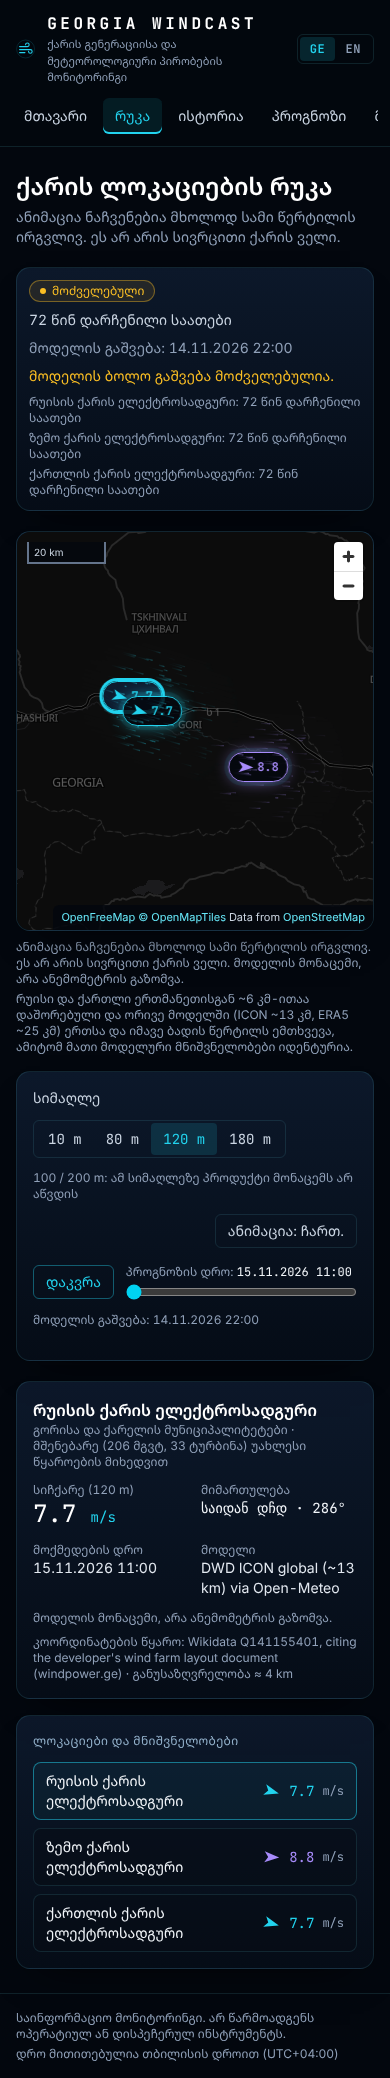 GEORGIA WINDCAST
ქარის გენერაციისა და
მეტეოროლოგიური პირობების
მონიტორინგი
GE EN
მთავარი რუკა ისტორია პროგნოზი
ქარის ლოკაციების რუკა
ანიმაცია ნაჩვენებია მხოლოდ სამი წერტილის
ირგვლივ. ეს არ არის სივრცითი ქარის ველი.
მოძველებული
72 წინ დარჩენილი საათები
მოდელის გაშვება: 14.11.2026 22:00
მოდელის ბოლო გაშვება მოძველებულია.
რუისის ქარის ელექტროსადგური: 72 წინ დარჩენილი
საათები
ზემო ქარის ელექტროსადგური: 72 წინ დარჩენილი
საათები
ქართლის ქარის ელექტროსადგური: 72 წინ
დარჩენილი საათები
20 km
TSKHINVALI
ЦХИНВАЛ
7.7
7.7
HASHURI
GORI
8.8
GEORGIA
OpenFreeMap © OpenMapTiles Data from OpenStreetMap
ანიმაცია ნაჩვენებია მხოლოდ სამი წერტილის ირგვლივ.
ეს არ არის სივრცითი ქარის ველი. მოდელის მონაცემი,
არა ანემომეტრის გაზომვა.
რუისი და ქართლი ერთმანეთისგან ~6 კმ-ითაა
დაშორებული და ორივე მოდელში (ICON ~13 კმ, ERA5
~25 კმ) ერთსა და იმავე ბადის წერტილს ემთხვევა,
ამიტომ მათი მოდელური მნიშვნელობები იდენტურია.
სიმაღლე
10 m 80 m 120 m 180 m
100 / 200 m: ამ სიმაღლეზე პროდუქტი მონაცემს არ
აწვდის
ანიმაცია: ჩართ.
დაკვრა
პროგნოზის დრო: 15.11.2026 11:00
მოდელის გაშვება: 14.11.2026 22:00
რუისის ქარის ელექტროსადგური
გორისა და ქარელის მუნიციპალიტეტები ·
მშენებარე (206 მგვტ, 33 ტურბინა) უახლესი
წყაროების მიხედვით
სიჩქარე (120 m) მიმართულება
7.7 m/s საიდან დჩდ · 286°
მოქმედების დრო მოდელი
15.11.2026 11:00 DWD ICON global (~13
km) via Open-Meteo
მოდელის მონაცემი, არა ანემომეტრის გაზომვა.
კოორდინატების წყარო: Wikidata Q141155401, citing
the developer's wind farm layout document
(windpower.ge) · განუსაზღვრელობა ≈ 4 km
ლოკაციები და მნიშვნელობები
რუისის ქარის
ელექტროსადგური
7.7 m/s
ზემო ქარის
ელექტროსადგური
8.8 m/s
ქართლის ქარის
ელექტროსადგური
7.7 m/s
საინფორმაციო მონიტორინგი. არ წარმოადგენს
ოპერატიულ ან დისპეჩერულ ინსტრუმენტს.
დრო მითითებულია თბილისის დროით (UTC+04:00)